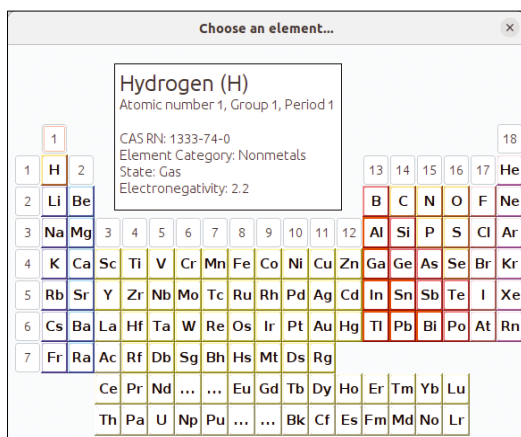 Choose an element...
×
Hydrogen (H)
Atomic number 1, Group 1, Period 1
CAS RN: 1333-74-0
Element Category: Nonmetals
State: Gas
Electronegativity: 2.2
1 18
1 H 2 13 14 15 16 17 He
2 Li Be B C N O F Ne
3 Na Mg 3 4 5 6 7 8 9 10 11 12 Al Si P S Cl Ar
4 K Ca Sc Ti V Cr Mn Fe Co Ni Cu Zn Ga Ge As Se Br Kr
5 Rb Sr Y Zr Nb Mo Tc Ru Rh Pd Ag Cd In Sn Sb Te I Xe
6 Cs Ba La Hf Ta W Re Os Ir Pt Au Hg Tl Pb Bi Po At Rn
7 Fr Ra Ac Rf Db Sg Bh Hs Mt Ds Rg
Ce Pr Nd ... ... Eu Gd Tb Dy Ho Er Tm Yb Lu
Th Pa U Np Pu ... ... Bk Cf Es Fm Md No Lr